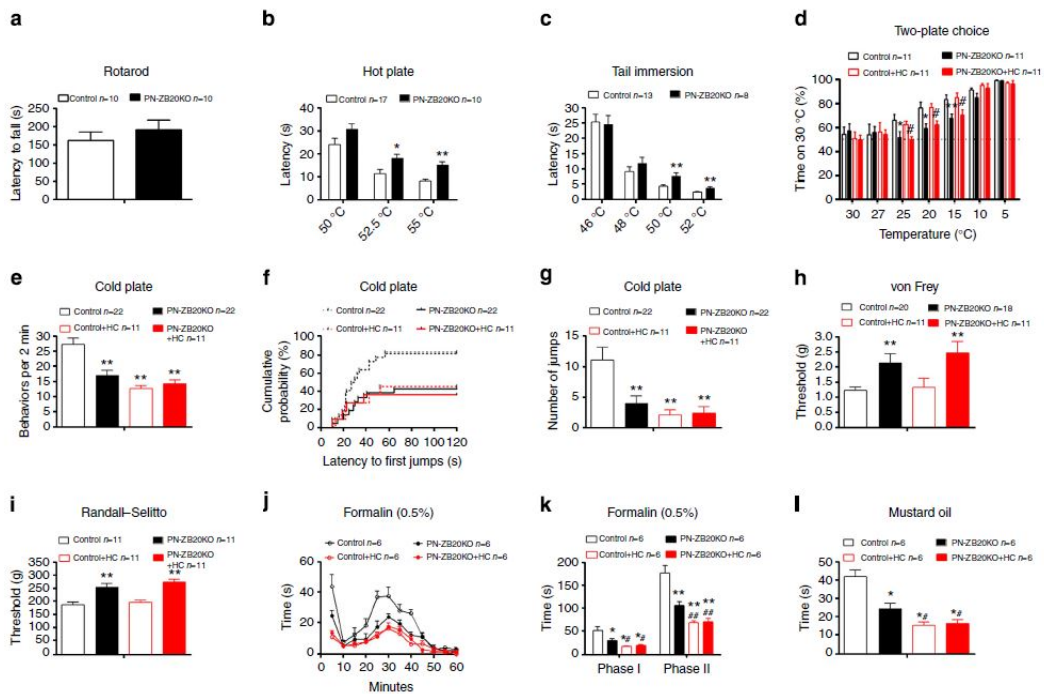 a
Rotarod
Control n=10 PN-ZB20KO n=10
Latency to fall (s)
250
200
150
100
50
0
b
Hot plate
Control n=17 PN-ZB20KO n=10
Latency (s)
40
30
20
10
0
50 °C 52.5 °C 55 °C
* **
c
Tail immersion
Control n=13 PN-ZB20KO n=8
Latency (s)
30
25
20
15
10
5
0
46 °C 48 °C 50 °C 52 °C
** **
d
Two-plate choice
Control n=11 PN-ZB20KO n=11
Control+HC n=11 PN-ZB20KO+HC n=11
Time on 30 °C (%)
100
80
60
40
20
0
30 27 25 20 15 10 5
Temperature (°C)
* # * # ** #
e
Cold plate
Control n=22 PN-ZB20KO n=22
Control+HC n=11 PN-ZB20KO
+HC n=11
Behaviors per 2 min
30
25
20
15
10
5
0
** ** **
f
Cold plate
Control n=22 PN-ZB20KO n=22
Control+HC n=11 PN-ZB20KO+HC n=11
Cumulative
probability (%)
100
80
60
40
20
0
0 20 40 60 80 100 120
Latency to first jumps (s)
g
Cold plate
Control n=22 PN-ZB20KO n=22
Control+HC n=11 PN-ZB20KO
+HC n=11
Number of jumps
15
10
5
0
** ** **
h
von Frey
Control n=20 PN-ZB20KO n=18
Control+HC n=11 PN-ZB20KO+HC n=11
Threshold (g)
3.0
2.5
2.0
1.5
1.0
0.5
0.0
** **
i
Randall–Selitto
Control n=11 PN-ZB20KO n=11
Control+HC n=11 PN-ZB20KO
+HC n=11
Threshold (g)
350
300
250
200
150
100
50
0
** **
j
Formalin (0.5%)
Control n=6 PN-ZB20KO n=6
Control+HC n=6 PN-ZB20KO+HC n=6
Time (s)
60
40
20
0
0 10 20 30 40 50 60
Minutes
k
Formalin (0.5%)
Control n=6 PN-ZB20KO n=6
Control+HC n=6 PN-ZB20KO+HC n=6
Time (s)
200
150
100
50
0
Phase I Phase II
* *# *# ** **## **##
l
Mustard oil
Control n=6 PN-ZB20KO n=6
Control+HC n=6 PN-ZB20KO+HC n=6
Time (s)
50
40
30
20
10
0
* *# *#